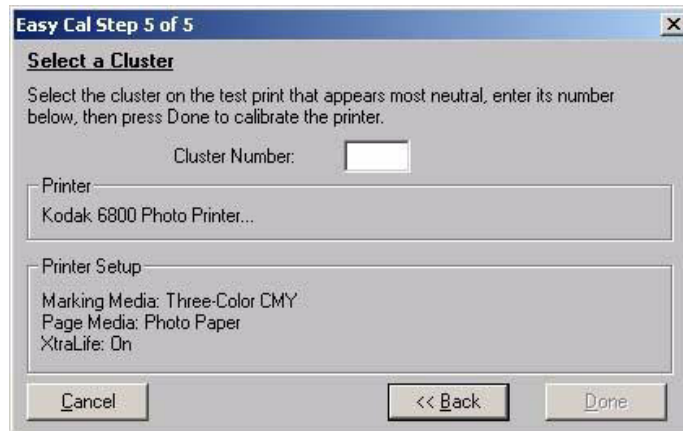 Easy Cal Step 5 of 5
Select a Cluster
Select the cluster on the test print that appears most neutral, enter its number
below, then press Done to calibrate the printer.
Cluster Number:
Printer
Kodak 6800 Photo Printer...
Printer Setup
Marking Media: Three-Color CMY
Page Media: Photo Paper
XtraLife: On
Cancel
<< Back
Done